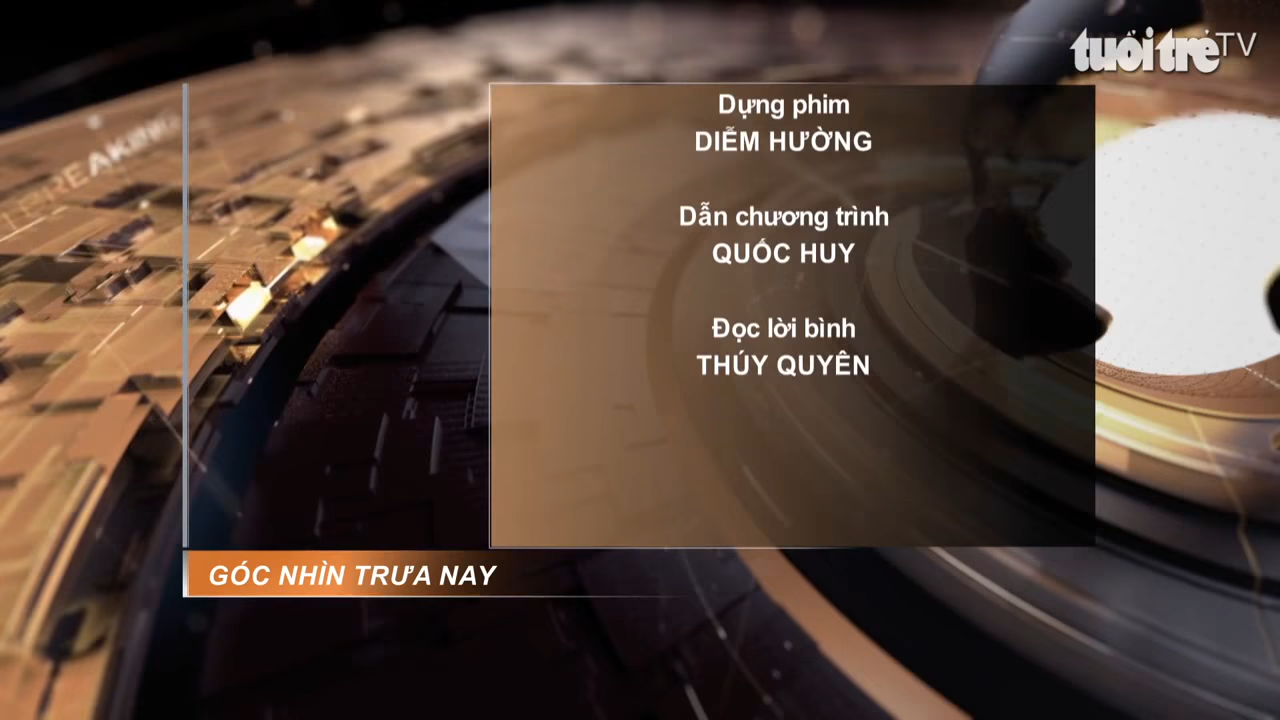 tuổi trẻ TV
BREAKING
Dựng phim
DIỄM HƯỜNG
Dẫn chương trình
QUỐC HUY
Đọc lời bình
THÚY QUYÊN
GÓC NHÌN TRƯA NAY